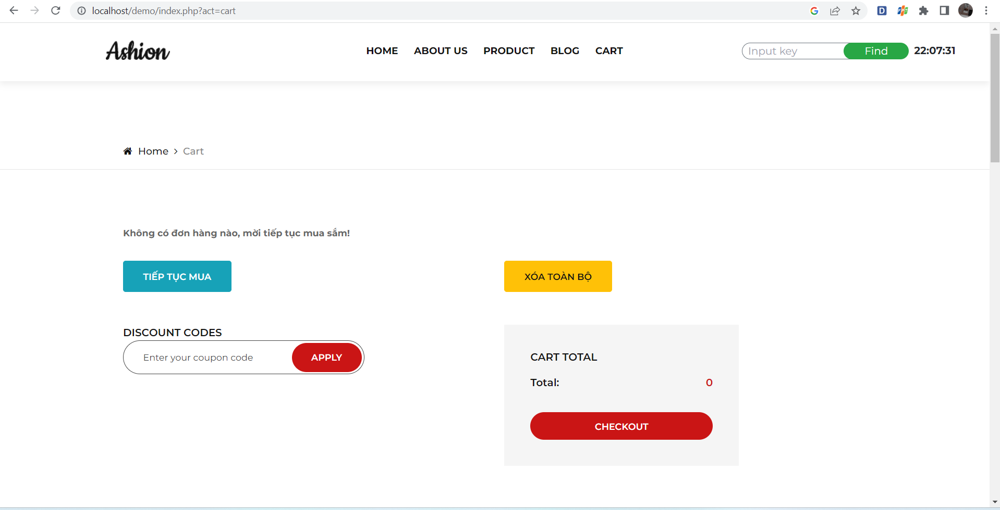 localhost/demo/index.php?act=cart
D FPT
Ashion HOME ABOUT US PRODUCT BLOG CART Input key Find 22:07:31
Home > Cart
Không có đơn hàng nào, mời tiếp tục mua sắm!
TIẾP TỤC MUA XÓA TOÀN BỘ
DISCOUNT CODES
Enter your coupon code APPLY
CART TOTAL
Total: 0
CHECKOUT